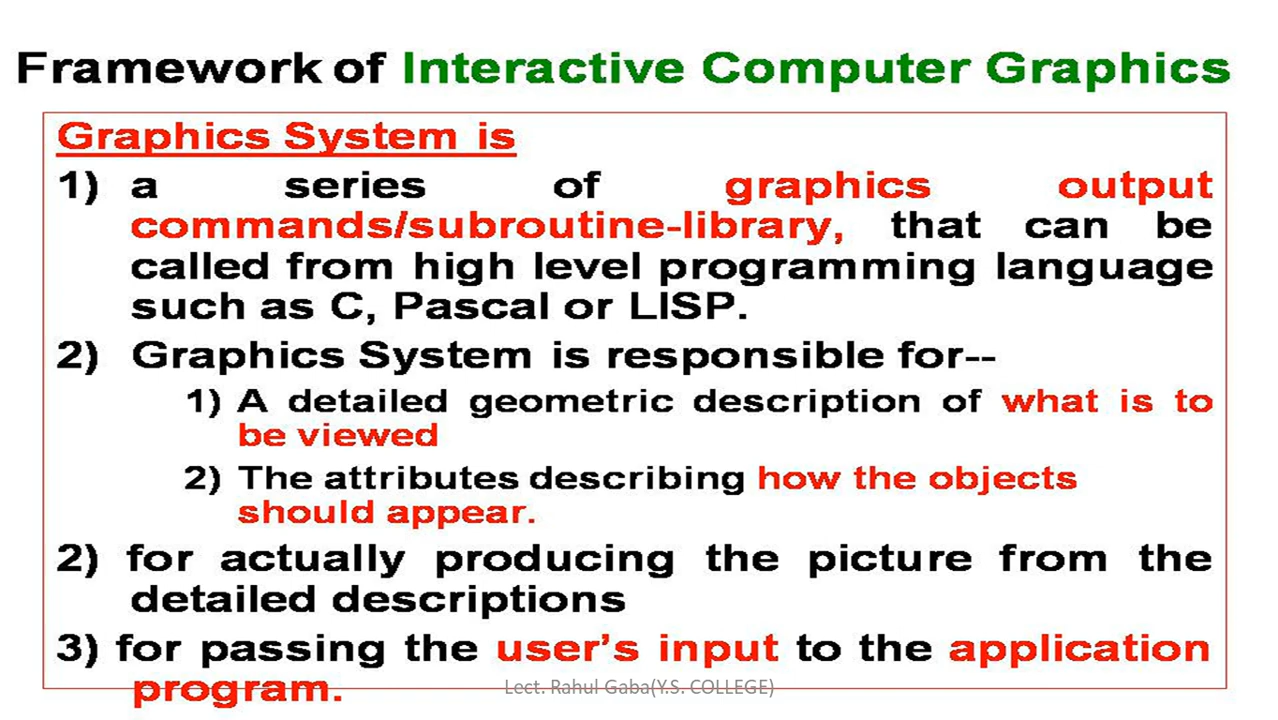 Framework of Interactive Computer Graphics
Graphics System is
1) a series of graphics output
commands/subroutine-library, that can be
called from high level programming language
such as C, Pascal or LISP.
2) Graphics System is responsible for--
1) A detailed geometric description of what is to
be viewed
2) The attributes describing how the objects
should appear.
2) for actually producing the picture from the
detailed descriptions
3) for passing the user’s input to the application
program.
Lect. Rahul Gaba(Y.S. COLLEGE)